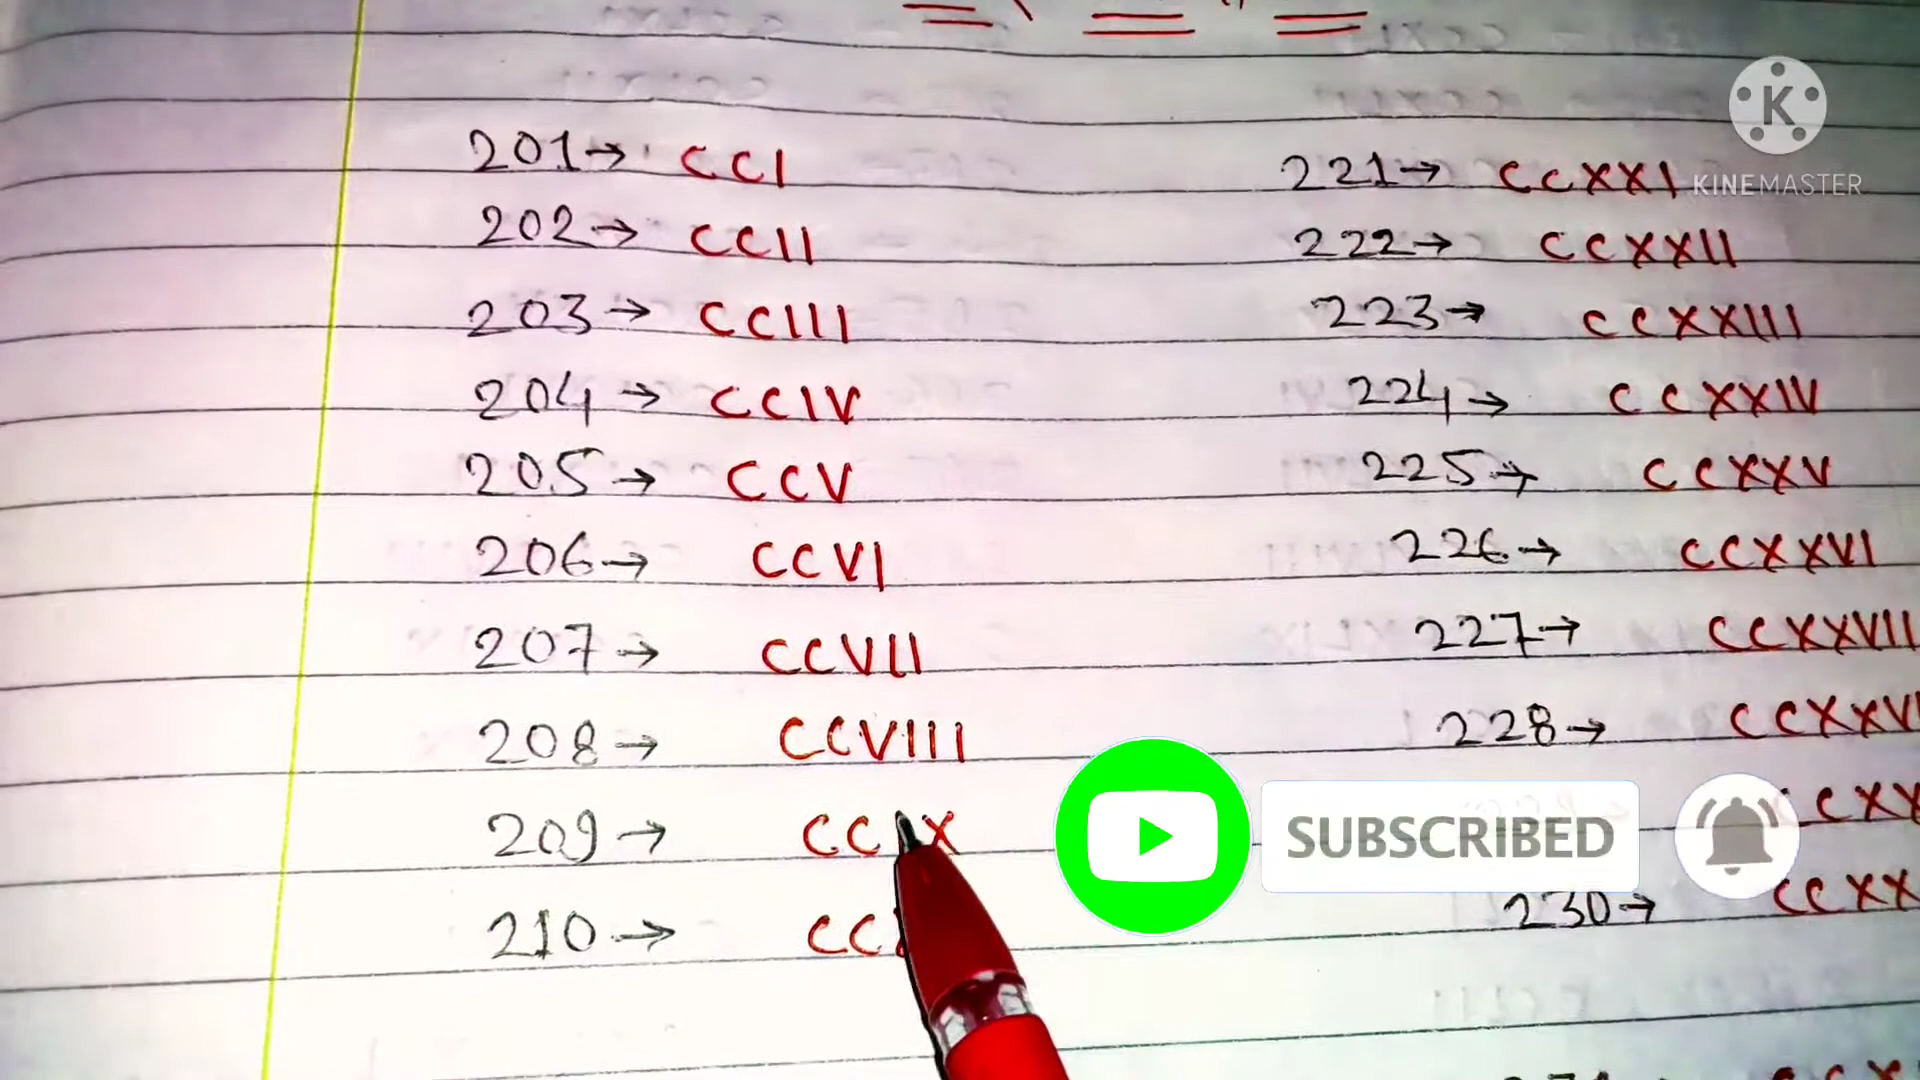 201→ CCI
202→ CCII
203→ CCIII
204→ CCIV
205→ CCV
206→ CCVI
207→ CCVII
208→ CCVIII
209→
210→
221→ CCXXI
222→ CCXXII
223→ CCXXIII
224→ CCXXIV
225→ CCXXV
226→ CCXXVI
227→ CCXXVII
228→
230→
K
KINEMASTER
SUBSCRIBED